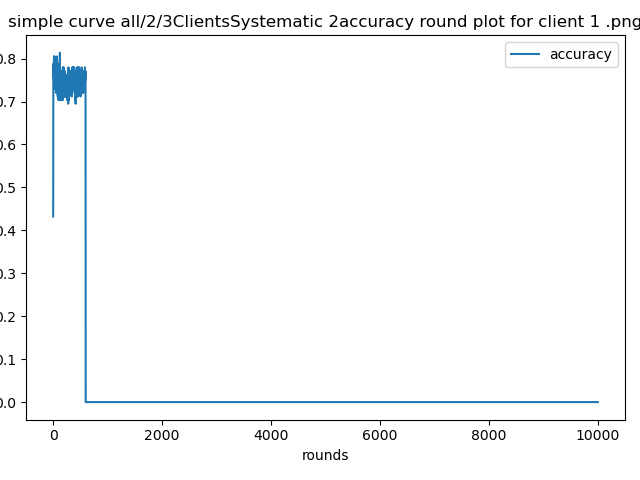 simple curve all/2/3ClientsSystematic 2accuracy round plot for client 1 .png
accuracy
0.8
0.7
0.6
0.5
0.4
0.3
0.2
0.1
0.0
0 2000 4000 6000 8000 10000
rounds